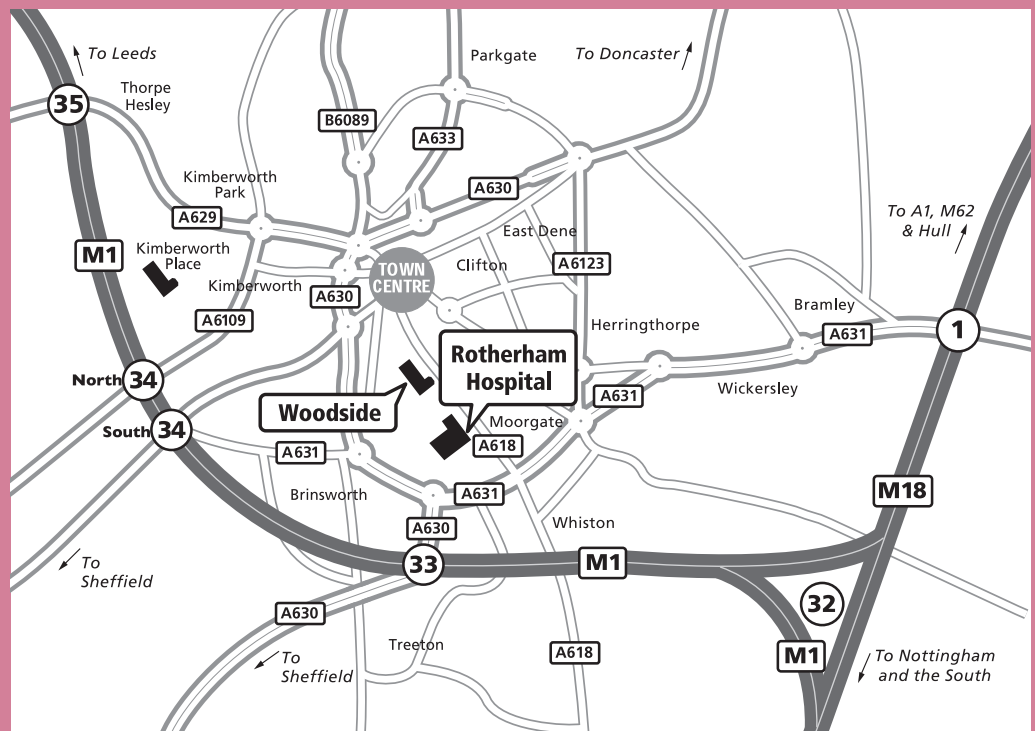 To Leeds
Parkgate
To Doncaster
Thorpe
Hesley
35
B6089
A633
Kimberworth
Park
A630
A629
To A1, M62
& Hull
East Dene
M1
Kimberworth
Place
TOWN
CENTRE
Clifton
A6123
Kimberworth
A630
Bramley
A6109
Herringthorpe
A631
1
Rotherham
Hospital
North
34
Wickersley
A631
Woodside
Moorgate
South
34
A618
A631
Brinsworth
A631
M18
A630
Whiston
To
Sheffield
33
M1
32
A630
Treeton
A618
M1
To
Sheffield
To Nottingham
and the South